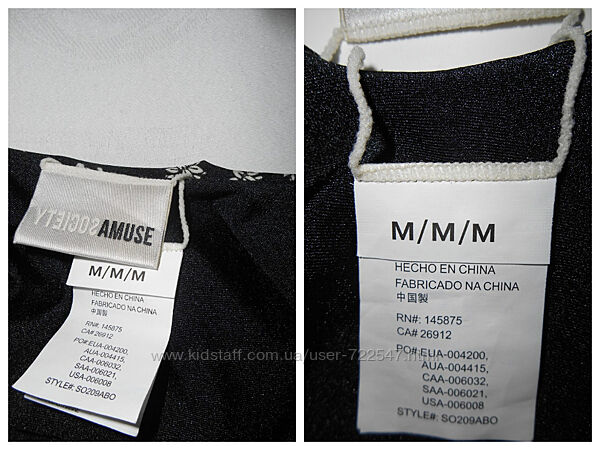 SOCIETY AMUSE
M/M/M
HECHO EN CHINA
FABRICADO NA CHINA
中国製
RN#: 145875
CA# 26912
PO# EUA-004200,
AUA-004415,
CAA-006032,
SAA-006021,
USA-006008
STYLE#: SO209ABO
M/M/M
HECHO EN CHINA
FABRICADO NA CHINA
中国製
RN#: 145875
CA# 26912
PO# EUA-004200,
AUA-004415,
CAA-006032,
SAA-006021,
USA-006008
STYLE#: SO209ABO
www.kidstaff.com.ua/user-722547.html